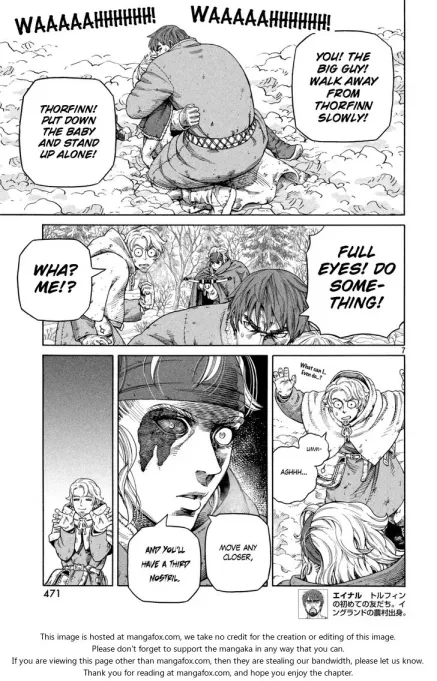 WAAAAAHHHHHH!
WAAAAAHHHHHH!
YOU! THE
BIG GUY! WALK
AWAY
FROM
THORFINN
SLOWLY!
THORFINN!
PUT DOWN
THE BABY
AND STAND
UP ALONE!
WHA?
ME!?
FULL
EYES! DO
SOME-
THING!
7
What can I..
Even do..?
UMM-
AGHHH...
MOVE ANY
CLOSER,
AND YOU'LL
HAVE A THIRD
NOSTRIL.
471
エイナル トルフィン
の初めての友だち。イ
ングランドの農村出身。
This image is hosted at mangafox.com, we take no credit for the creation or editing of this image.
Please don't forget to support the mangaka in any way that you can.
If you are viewing this page other than mangafox.com, then they are stealing our bandwidth, please let us know.
Thank you for reading at mangafox.com, and hope you enjoy the chapter.